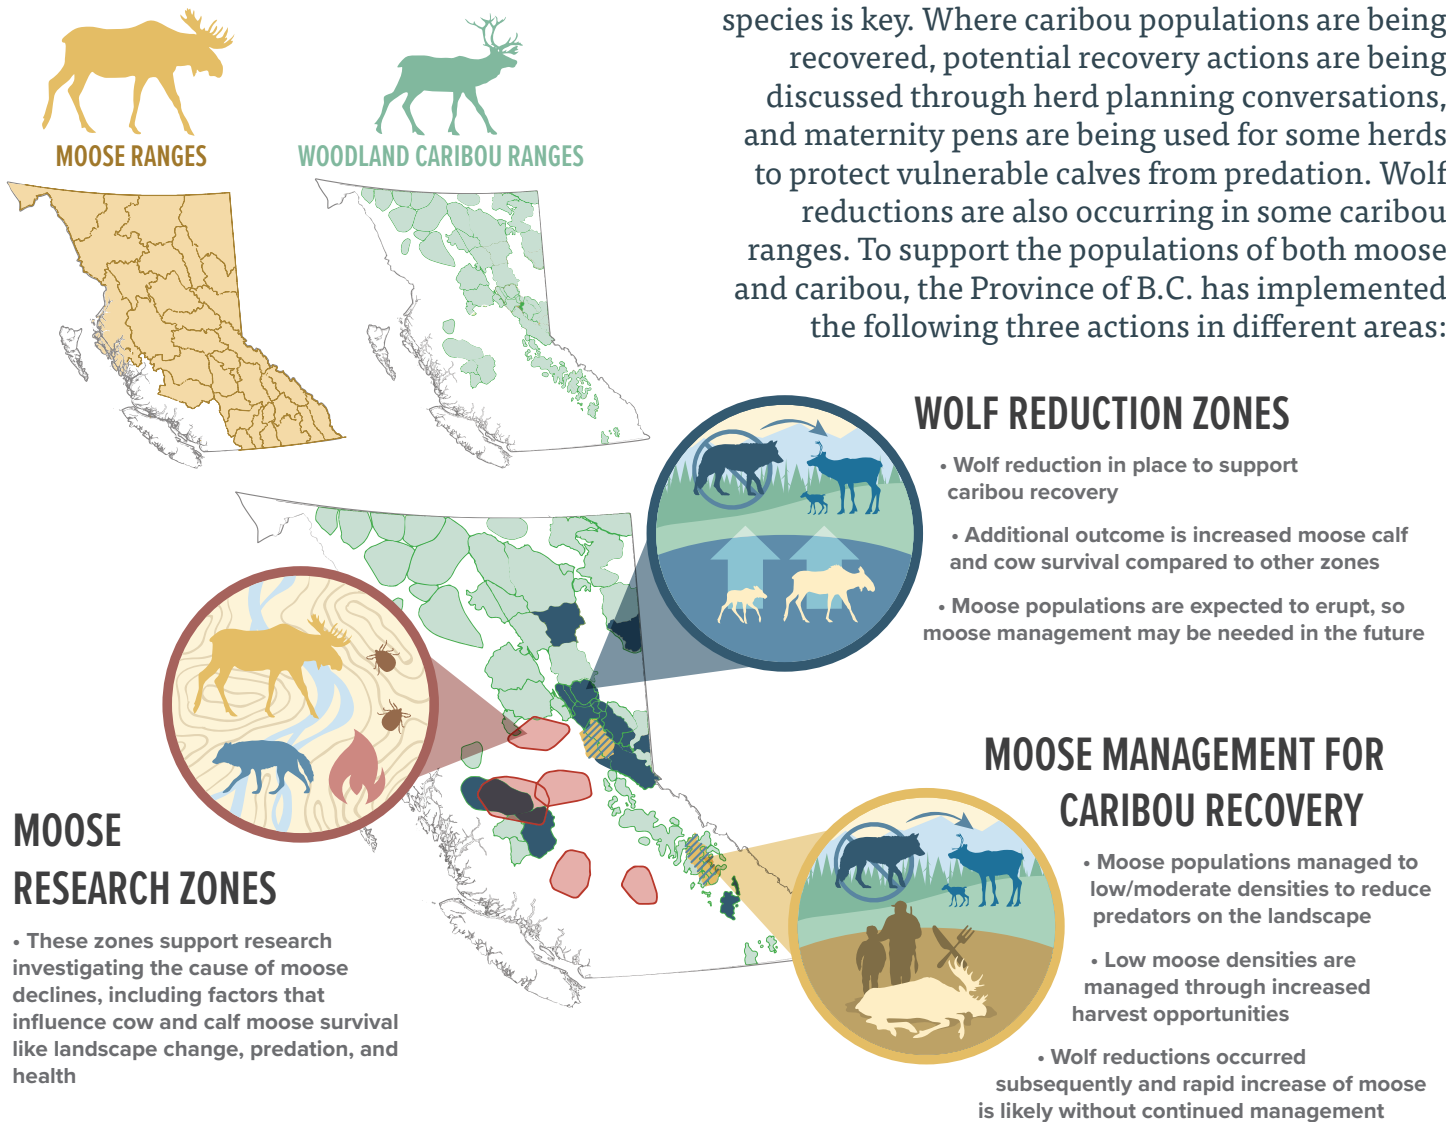 species is key. Where caribou populations are being
recovered, potential recovery actions are being
discussed through herd planning conversations,
and maternity pens are being used for some herds
to protect vulnerable calves from predation. Wolf
reductions are also occurring in some caribou
ranges. To support the populations of both moose
and caribou, the Province of B.C. has implemented
the following three actions in different areas:
MOOSE RANGES
WOODLAND CARIBOU RANGES
WOLF REDUCTION ZONES
• Wolf reduction in place to support
caribou recovery
• Additional outcome is increased moose calf
and cow survival compared to other zones
• Moose populations are expected to erupt, so
moose management may be needed in the future
MOOSE MANAGEMENT FOR
CARIBOU RECOVERY
• Moose populations managed to
low/moderate densities to reduce
predators on the landscape
• Low moose densities are
managed through increased
harvest opportunities
• Wolf reductions occurred
subsequently and rapid increase of moose
is likely without continued management
MOOSE
RESEARCH ZONES
• These zones support research
investigating the cause of moose
declines, including factors that
influence cow and calf moose survival
like landscape change, predation, and
health